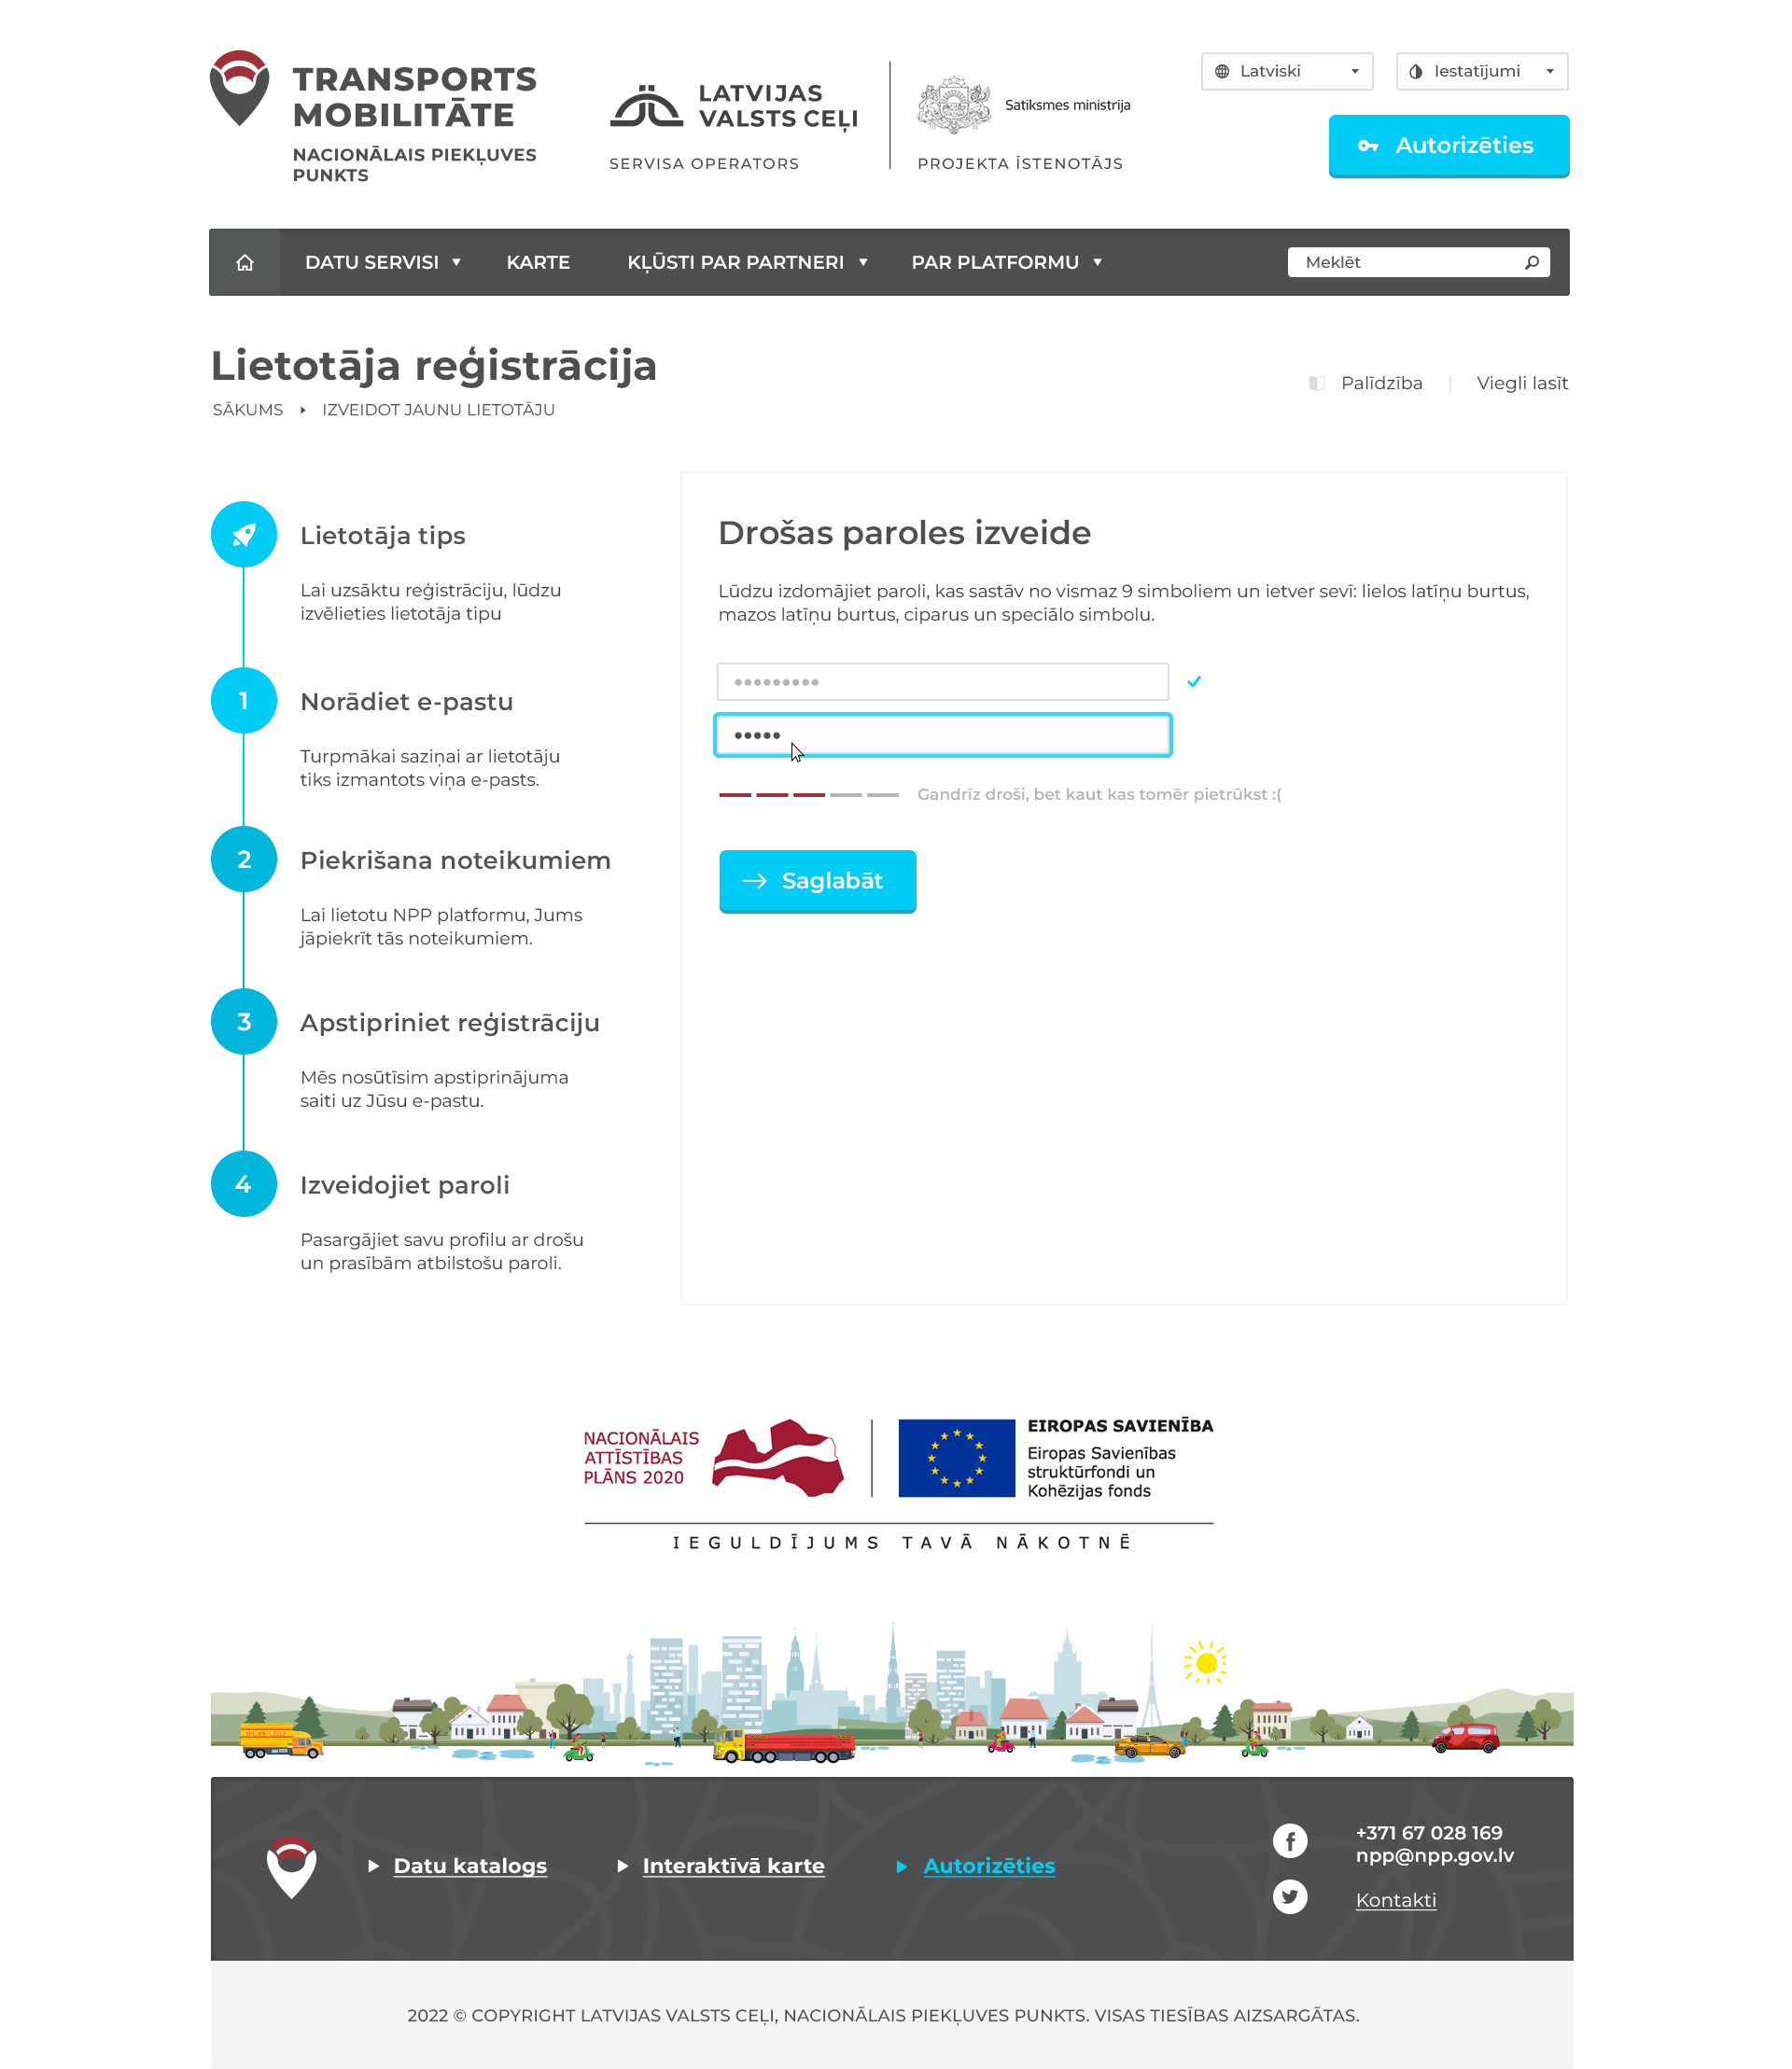 TRANSPORTS
MOBILITĀTE
NACIONĀLAIS PIEKĻUVES
PUNKTS
LATVIJAS
VALSTS CEĻI
SERVISA OPERATORS
Satiksmes ministrija
PROJEKTA ĪSTENOTĀJS
Latviski
Iestatījumi
Autorizēties
DATU SERVISI
KARTE
KĻŪSTI PAR PARTNERI
PAR PLATFORMU
Meklēt
Lietotāja reģistrācija
SĀKUMS
IZVEIDOT JAUNU LIETOTĀJU
Palīdzība
Viegli lasīt
Lietotāja tips
Lai uzsāktu reģistrāciju, lūdzu
izvēlieties lietotāja tipu
1
Norādiet e-pastu
Turpmākai saziņai ar lietotāju
tiks izmantots viņa e-pasts.
2
Piekrišana noteikumiem
Lai lietotu NPP platformu, Jums
jāpiekrīt tās noteikumiem.
3
Apstipriniet reģistrāciju
Mēs nosūtīsim apstiprinājuma
saiti uz Jūsu e-pastu.
4
Izveidojiet paroli
Pasargājiet savu profilu ar drošu
un prasībām atbilstošu paroli.
Drošas paroles izveide
Lūdzu izdomājiet paroli, kas sastāv no vismaz 9 simboliem un ietver sevī: lielos latīņu burtus,
mazos latīņu burtus, ciparus un speciālo simbolu.
Gandrīz droši, bet kaut kas tomēr pietrūkst :(
Saglabāt
NACIONĀLAIS
ATTĪSTĪBAS
PLĀNS 2020
EIROPAS SAVIENĪBA
Eiropas Savienības
struktūrfondi un
Kohēzijas fonds
IEGULDĪJUMS TAVĀ NĀKOTNĒ
Datu katalogs
Interaktīvā karte
Autorizēties
+371 67 028 169
npp@npp.gov.lv
Kontakti
2022 © COPYRIGHT LATVIJAS VALSTS CEĻI, NACIONĀLAIS PIEKĻUVES PUNKTS. VISAS TIESĪBAS AIZSARGĀTAS.